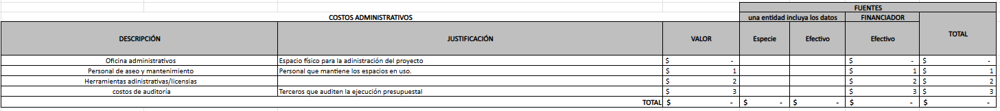 FUENTES
COSTOS ADMINISTRATIVOS una entidad incluya los datos FINANCIADOR TOTAL
DESCRIPCIÓN JUSTIFICACIÓN VALOR Especie Efectivo Efectivo
Oficina administrativos Espacio físico para la adinistración del proyecto $ - $ - $ -
Personal de aseo y mantenimiento Personal que mantiene los espacios en uso. $ 1 $ 1 $ 1
Herramientas adinistrativas/licensias $ 2 $ 2 $ 2
costos de auditoría Terceros que auditen la ejecución presupuestal $ 3 $ 3 $ 3
TOTAL $ - $ - $ - $ - $ -